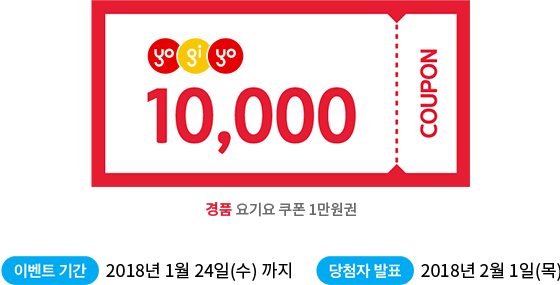 yo gi yo
10,000
COUPON
경품 요기요 쿠폰 1만원권
이벤트 기간 2018년 1월 24일(수) 까지 당첨자 발표 2018년 2월 1일(목)